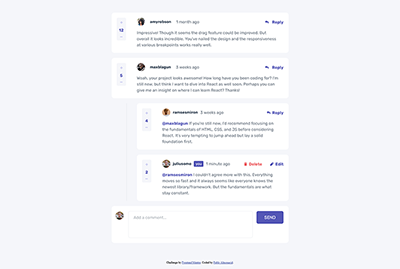 amyrobson 1 month ago Reply
+
12
-
Impressive! Though it seems the drag feature could be improved. But
overall it looks incredible. You've nailed the design and the responsiveness
at various breakpoints works really well.
maxblagun 3 weeks ago Reply
+
5
-
Woah, your project looks awesome! How long have you been coding for? I'm
still new, but think I want to dive into React as well soon. Perhaps you can
give me an insight on where I can learn React? Thanks!
ramsesmiron 3 weeks ago Reply
+
4
-
@maxblagun If you're still new, I'd recommend focusing on
the fundamentals of HTML, CSS, and JS before considering
React. It's very tempting to jump ahead but lay a solid
foundation first.
juliusomo you 1 minute ago Delete Edit
+
2
-
@ramsesmiron I couldn't agree more with this. Everything
moves so fast and it always seems like everyone knows the
newest library/framework. But the fundamentals are what
stay constant.
Add a comment...
SEND
Challenge by Frontend Mentor. Coded by